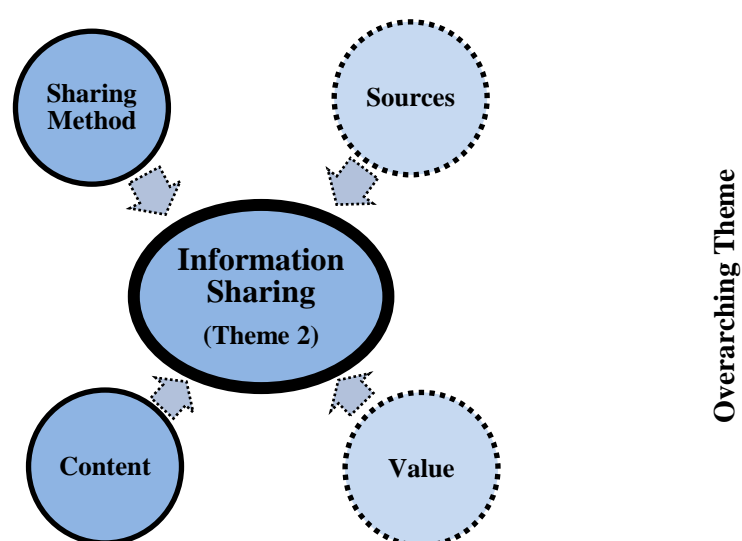 Sharing
Method
Sources
Information
Sharing
(Theme 2)
Content
Value
Overarching Theme